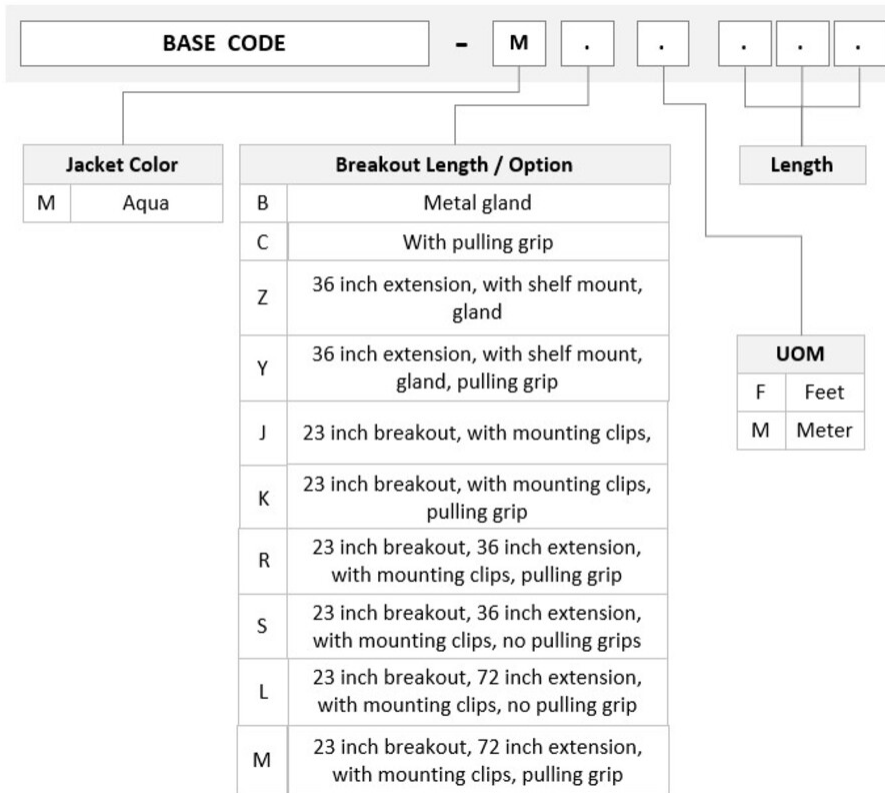 BASE CODE - M . . . . .
Jacket Color
M Aqua
Breakout Length / Option
B Metal gland
C With pulling grip
Z 36 inch extension, with shelf mount,
gland
Y 36 inch extension, with shelf mount,
gland, pulling grip
J 23 inch breakout, with mounting clips,
K 23 inch breakout, with mounting clips,
pulling grip
R 23 inch breakout, 36 inch extension,
with mounting clips, pulling grip
S 23 inch breakout, 36 inch extension,
with mounting clips, no pulling grips
L 23 inch breakout, 72 inch extension,
with mounting clips, no pulling grip
M 23 inch breakout, 72 inch extension,
with mounting clips, pulling grip
Length
UOM
F Feet
M Meter